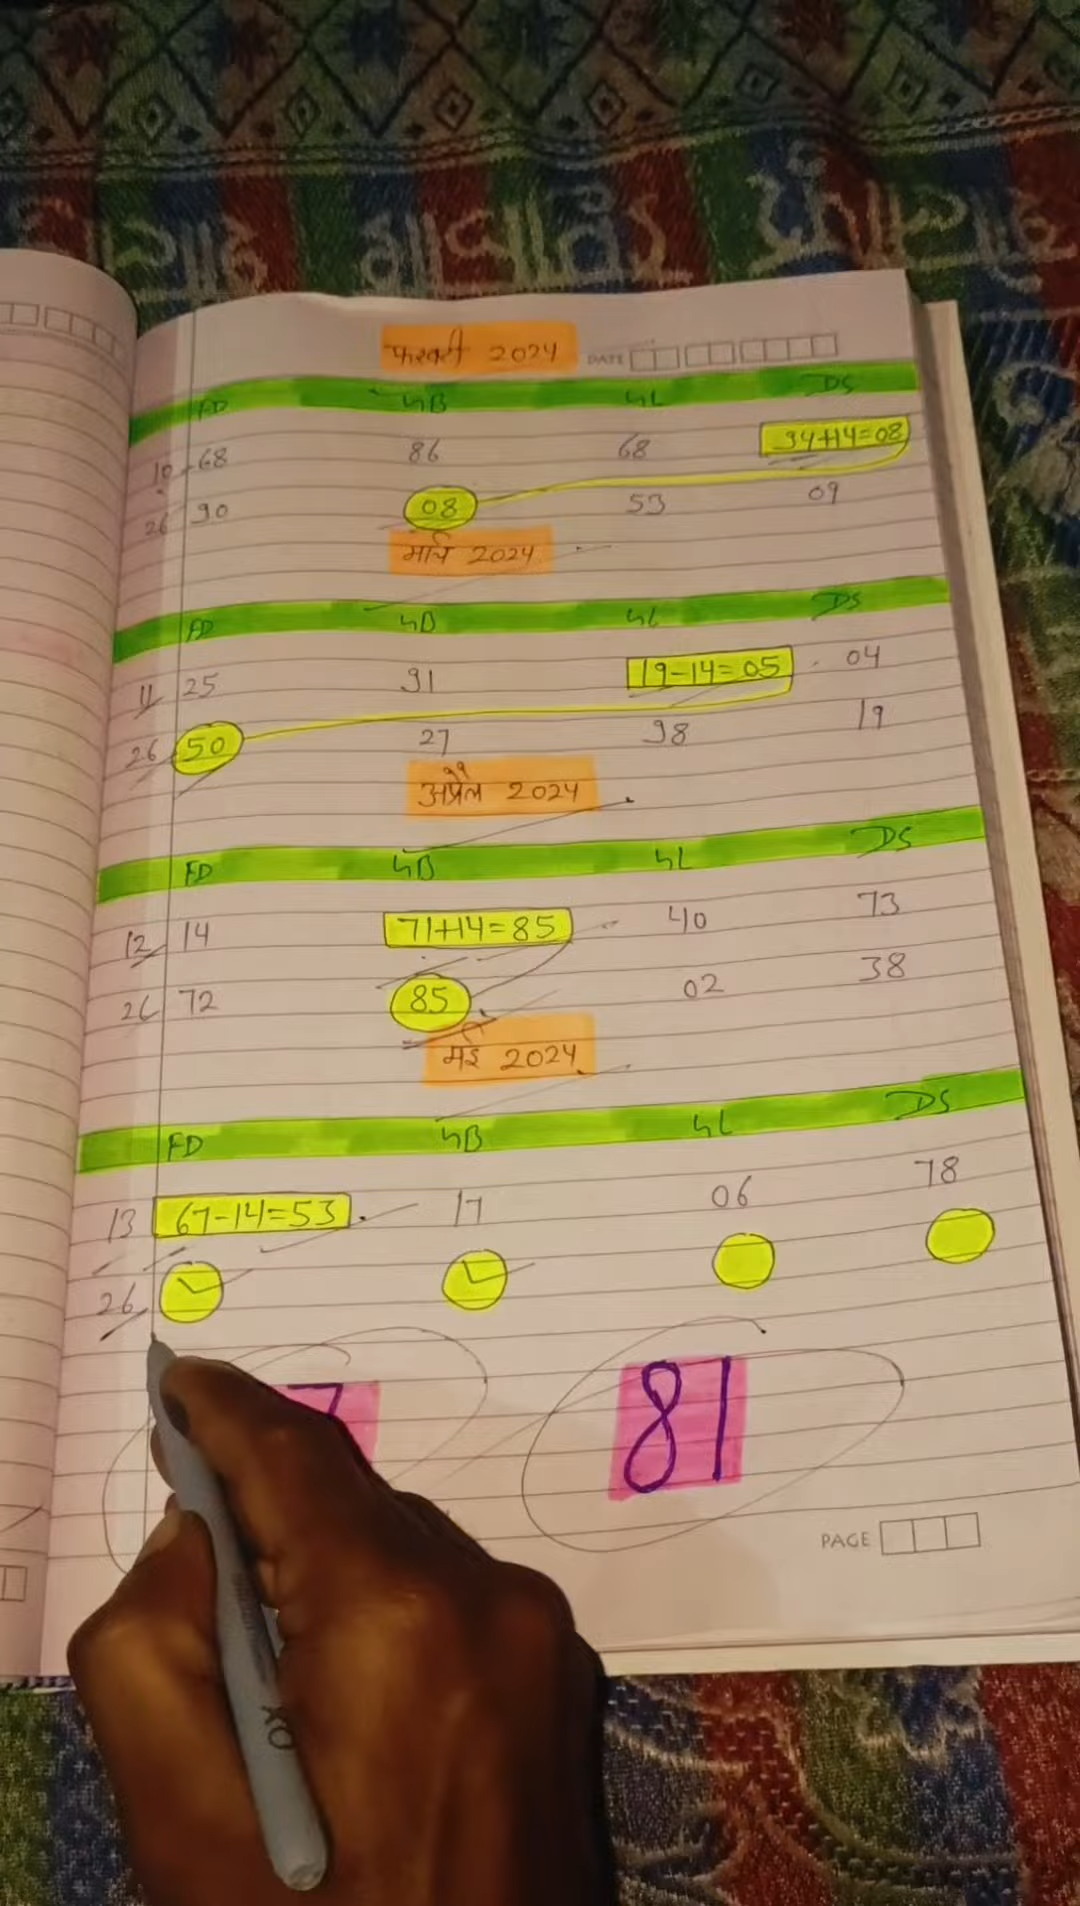 फरवरी 2024 DATE
FD GB GL DS
10 68 86 68 94+14=08
26 90 08 53 09
मार्च 2024
FD GB GL DS
11 25 91 19-14=05 04
26 50 27 98 19
अप्रैल 2024
FD GB GL DS
12 14 71+14=85 40 73
26 72 85 02 38
मई 2024
FD GB GL DS
13 67-14=53 17 06 78
26
81
PAGE